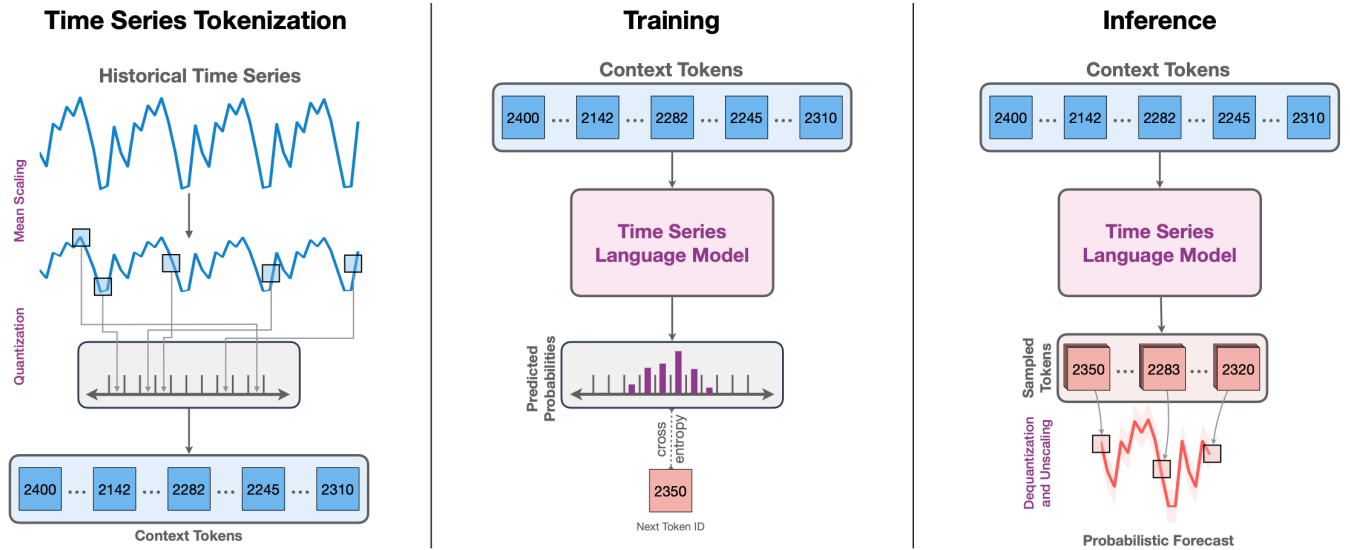 Time Series Tokenization
Historical Time Series
Mean Scaling
Quantization
2400 ... 2142 ... 2282 ... 2245 ... 2310
Context Tokens
Training
Context Tokens
2400 ... 2142 ... 2282 ... 2245 ... 2310
Time Series
Language Model
Predicted
Probabilities
cross
entropy
2350
Next Token ID
Inference
Context Tokens
2400 ... 2142 ... 2282 ... 2245 ... 2310
Time Series
Language Model
Sampled
Tokens
2350 ... 2283 ... 2320
Dequantization
and Unscaling
Probabilistic Forecast